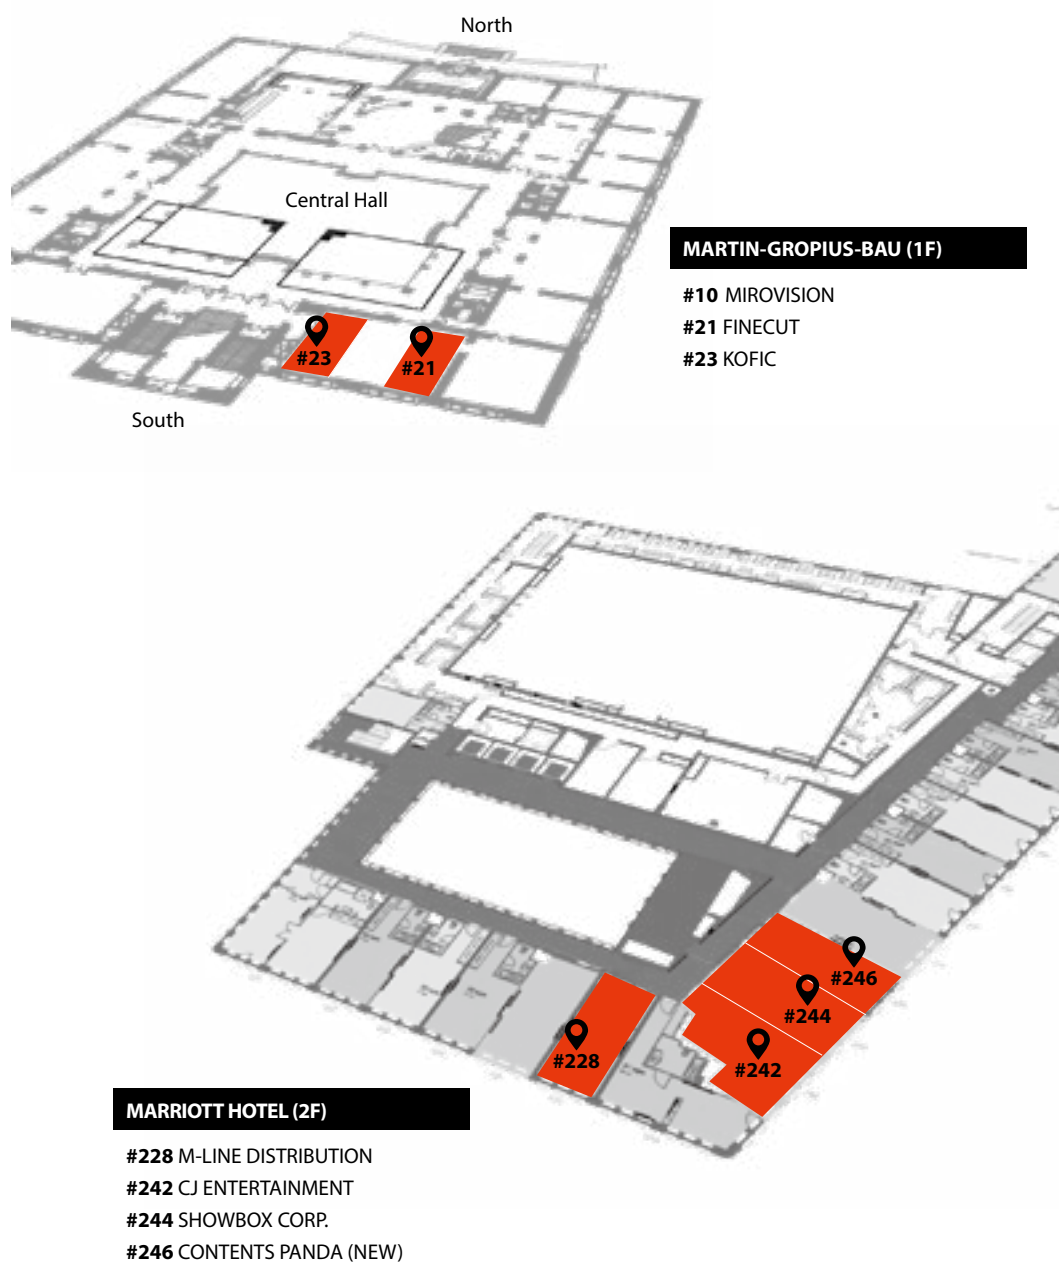 North
Central Hall
MARTIN-GROPIUS-BAU (1F)
#10 MIROVISION
#21 FINECUT
#23 KOFIC
#23
#21
South
#246
#244
#242
#228
MARRIOTT HOTEL (2F)
#228 M-LINE DISTRIBUTION
#242 CJ ENTERTAINMENT
#244 SHOWBOX CORP.
#246 CONTENTS PANDA (NEW)